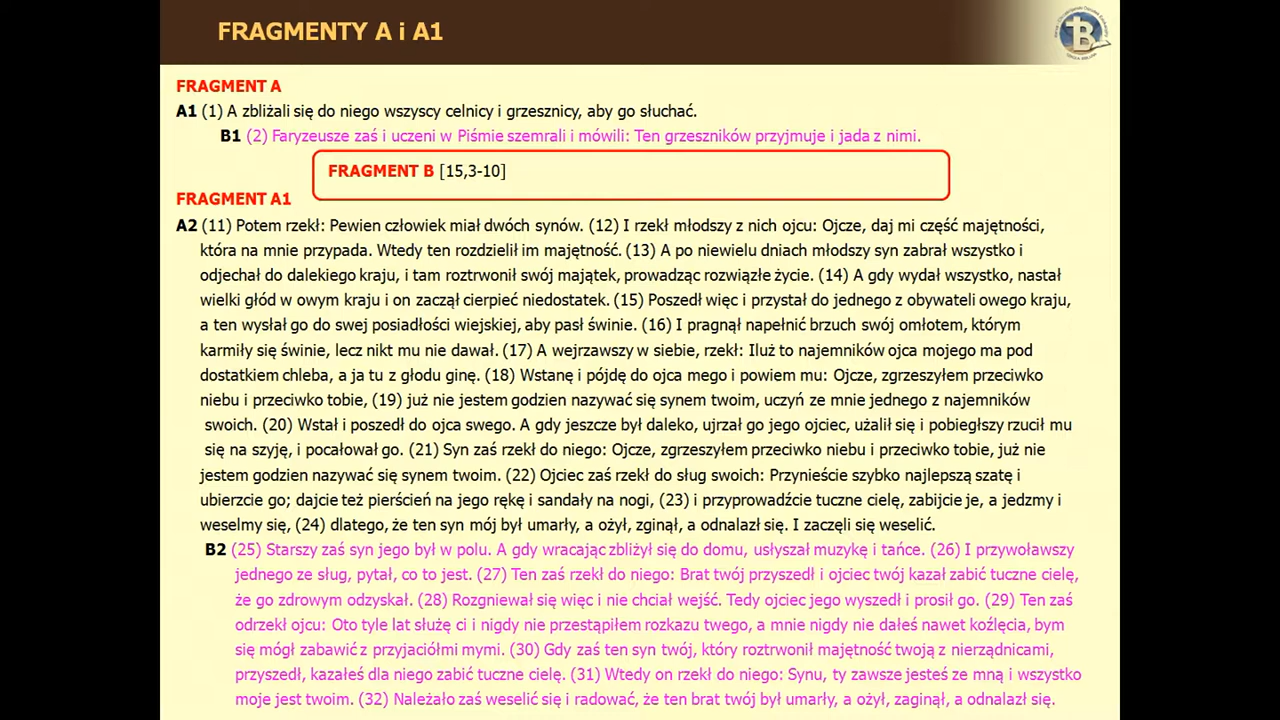 FRAGMENTY A i A1
FRAGMENT A
A1 (1) A zbliżali się do niego wszyscy celnicy i grzesznicy, aby go słuchać.
B1 (2) Faryzeusze zaś i uczeni w Piśmie szemrali i mówili: Ten grzeszników przyjmuje i jada z nimi.
FRAGMENT B [15,3-10]
FRAGMENT A1
A2 (11) Potem rzekł: Pewien człowiek miał dwóch synów. (12) I rzekł młodszy z nich ojcu: Ojcze, daj mi część majętności,
która na mnie przypada. Wtedy ten rozdzielił im majętność. (13) A po niewielu dniach młodszy syn zabrał wszystko i
odjechał do dalekiego kraju, i tam roztrwonił swój majątek, prowadząc rozwiązłe życie. (14) A gdy wydał wszystko, nastał
wielki głód w owym kraju i on zaczął cierpieć niedostatek. (15) Poszedł więc i przystał do jednego z obywateli owego kraju,
a ten wysłał go do swej posiadłości wiejskiej, aby pasł świnie. (16) I pragnął napełnić brzuch swój omłotem, którym
karmiły się świnie, lecz nikt mu nie dawał. (17) A wejrzawszy w siebie, rzekł: Iluż to najemników ojca mojego ma pod
dostatkiem chleba, a ja tu z głodu ginę. (18) Wstanę i pójdę do ojca mego i powiem mu: Ojcze, zgrzeszyłem przeciwko
niebu i przeciwko tobie, (19) już nie jestem godzien nazywać się synem twoim, uczyń ze mnie jednego z najemników
swoich. (20) Wstał i poszedł do ojca swego. A gdy jeszcze był daleko, ujrzał go jego ojciec, użalił się i pobiegłszy rzucił mu
się na szyję, i pocałował go. (21) Syn zaś rzekł do niego: Ojcze, zgrzeszyłem przeciwko niebu i przeciwko tobie, już nie
jestem godzien nazywać się synem twoim. (22) Ojciec zaś rzekł do sług swoich: Przynieście szybko najlepszą szatę i
ubierzcie go; dajcie też pierścień na jego rękę i sandały na nogi, (23) i przyprowadźcie tuczne cielę, zabijcie je, a jedzmy i
weselmy się, (24) dlatego, że ten syn mój był umarły, a ożył, zginął, a odnalazł się. I zaczęli się weselić.
B2 (25) Starszy zaś syn jego był w polu. A gdy wracając zbliżył się do domu, usłyszał muzykę i tańce. (26) I przywoławszy
jednego ze sług, pytał, co to jest. (27) Ten zaś rzekł do niego: Brat twój przyszedł i ojciec twój kazał zabić tuczne cielę,
że go zdrowym odzyskał. (28) Rozgniewał się więc i nie chciał wejść. Tedy ojciec jego wyszedł i prosił go. (29) Ten zaś
odrzekł ojcu: Oto tyle lat służę ci i nigdy nie przestąpiłem rozkazu twego, a mnie nigdy nie dałeś nawet koźlęcia, bym
się mógł zabawić z przyjaciółmi mymi. (30) Gdy zaś ten syn twój, który roztrwonił majętność twoją z nierządnicami,
przyszedł, kazałeś dla niego zabić tuczne cielę. (31) Wtedy on rzekł do niego: Synu, ty zawsze jesteś ze mną i wszystko
moje jest twoim. (32) Należało zaś weselić się i radować, że ten brat twój był umarły, a ożył, zaginął, a odnalazł się.